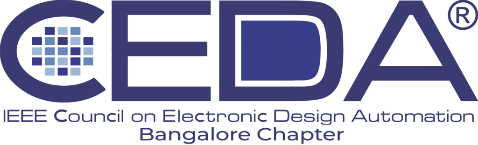 CEDA®
IEEE Council on Electronic Design Automation
Bangalore Chapter